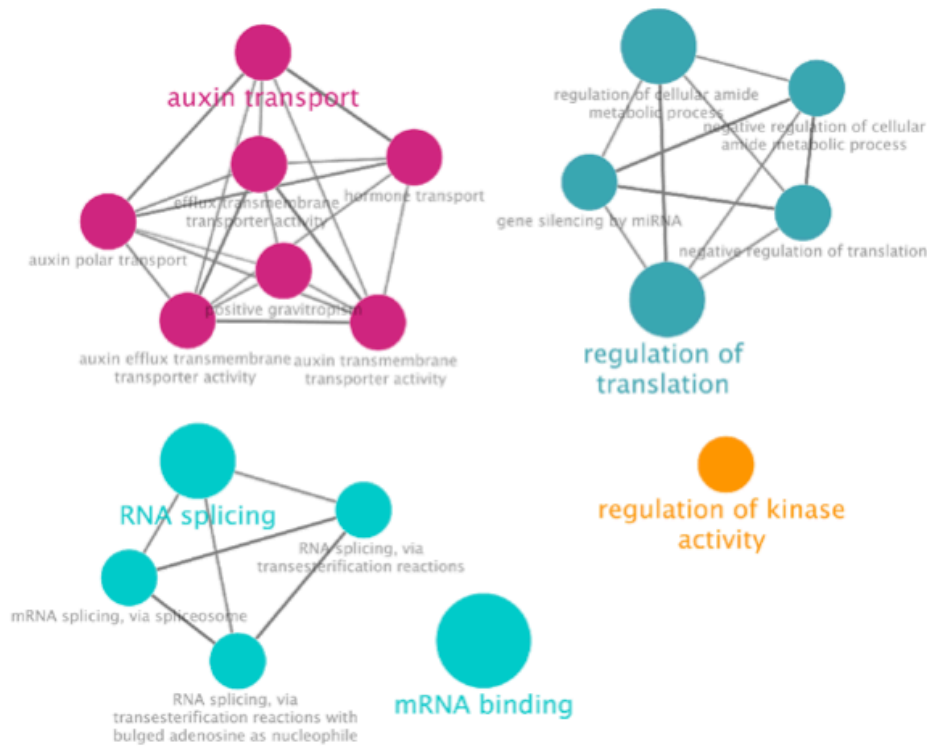 auxin transport
efflux transmembrane
transporter activity
hormone transport
auxin polar transport
positive gravitropism
auxin efflux transmembrane
transporter activity
auxin transmembrane
transporter activity
regulation of cellular amide
metabolic process
negative regulation of cellular
amide metabolic process
gene silencing by miRNA
negative regulation of translation
regulation of
translation
RNA splicing
RNA splicing, via
transesterification reactions
mRNA splicing, via spliceosome
RNA splicing, via
transesterification reactions with
bulged adenosine as nucleophile
mRNA binding
regulation of kinase
activity